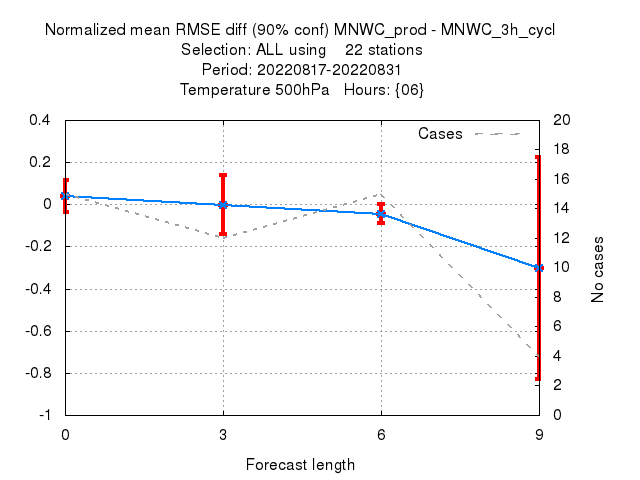 Normalized mean RMSE diff (90% conf) MNWC_prod - MNWC_3h_cycl
Selection: ALL using    22 stations
Period: 20220817-20220831
Temperature 500hPa   Hours: {06}
0.4
0.2
0
-0.2
-0.4
-0.6
-0.8
-1
Cases
20
18
16
14
12
10
8
6
4
2
0
No cases
0 3 6 9
Forecast length